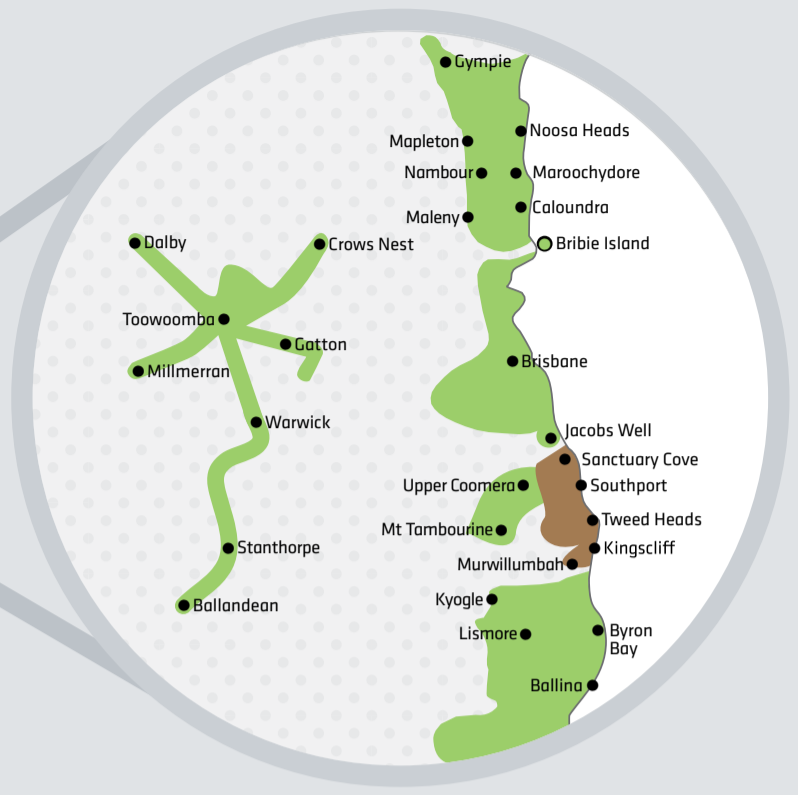 Gympie
Noosa Heads
Mapleton
Nambour
Maroochydore
Caloundra
Maleny
Dalby
Crows Nest
Bribie Island
Toowoomba
Gatton
Brisbane
Millmerran
Warwick
Jacobs Well
Sanctuary Cove
Upper Coomera
Southport
Tweed Heads
Mt Tambourine
Stanthorpe
Kingscliff
Murwillumbah
Kyogle
Ballandean
Lismore
Byron
Bay
Ballina